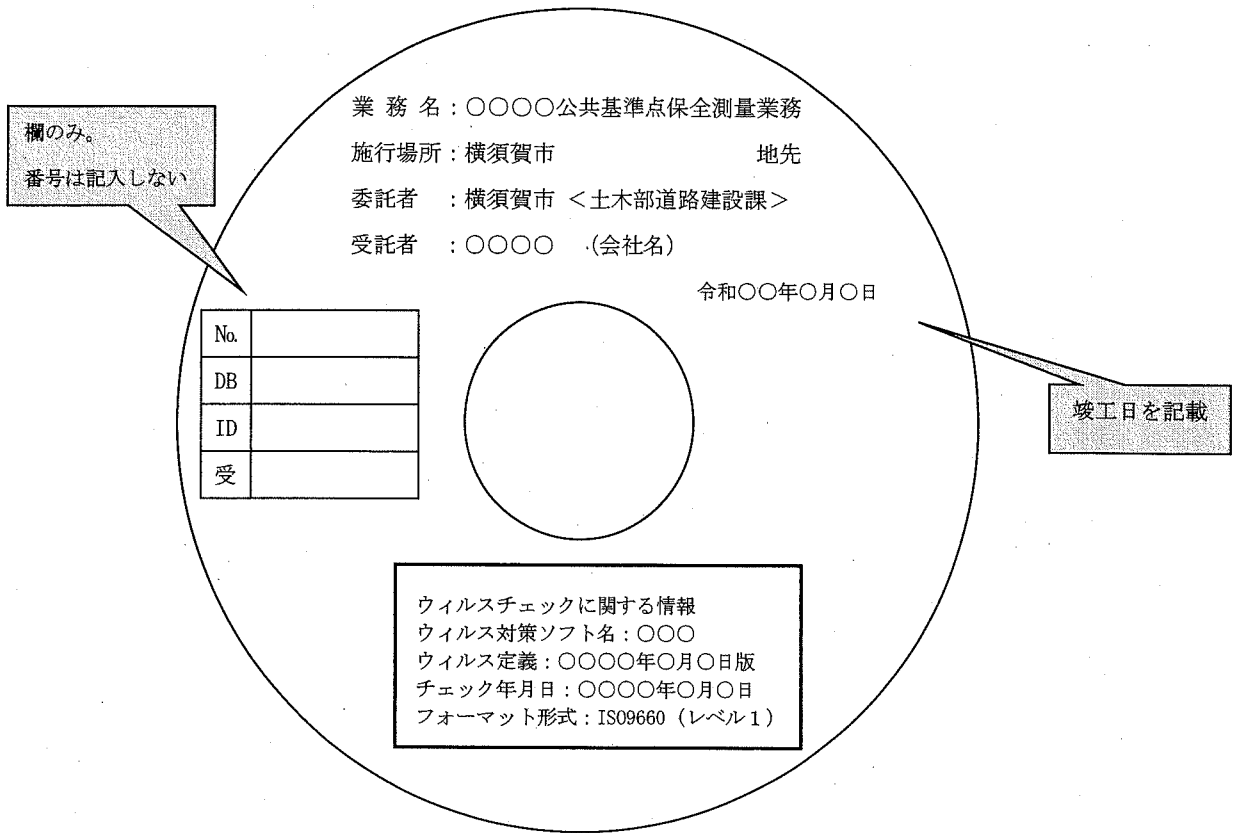 業 務 名：○○○○公共基準点保全測量業務
施行場所：横須賀市　　　　　　　地先
委託者　：横須賀市 ＜土木部道路建設課＞
受託者　：○○○○　（会社名）
令和○○年○月○日
欄のみ。
番号は記入しない
No.
DB
ID
受
竣工日を記載
ウィルスチェックに関する情報
ウィルス対策ソフト名：○○○
ウィルス定義：○○○○年○月○日版
チェック年月日：○○○○年○月○日
フォーマット形式：ISO9660（レベル１）